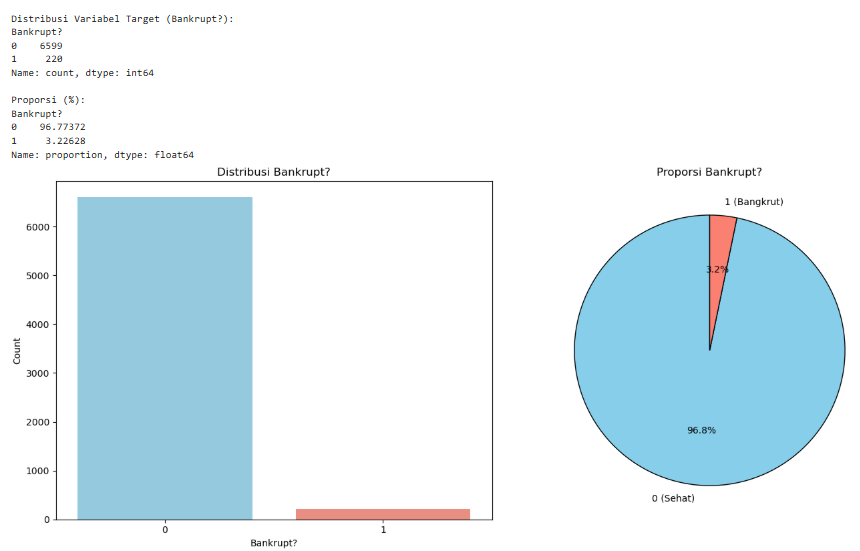 Distribusi Variabel Target (Bankrupt?):
Bankrupt?
0    6599
1     220
Name: count, dtype: int64

Proporsi (%):
Bankrupt?
0    96.77372
1     3.22628
Name: proportion, dtype: float64
Distribusi Bankrupt?
6000
5000
4000
3000
2000
1000
0
Count
0
1
Bankrupt?
Proporsi Bankrupt?
1 (Bangkrut)
3.2%
96.8%
0 (Sehat)